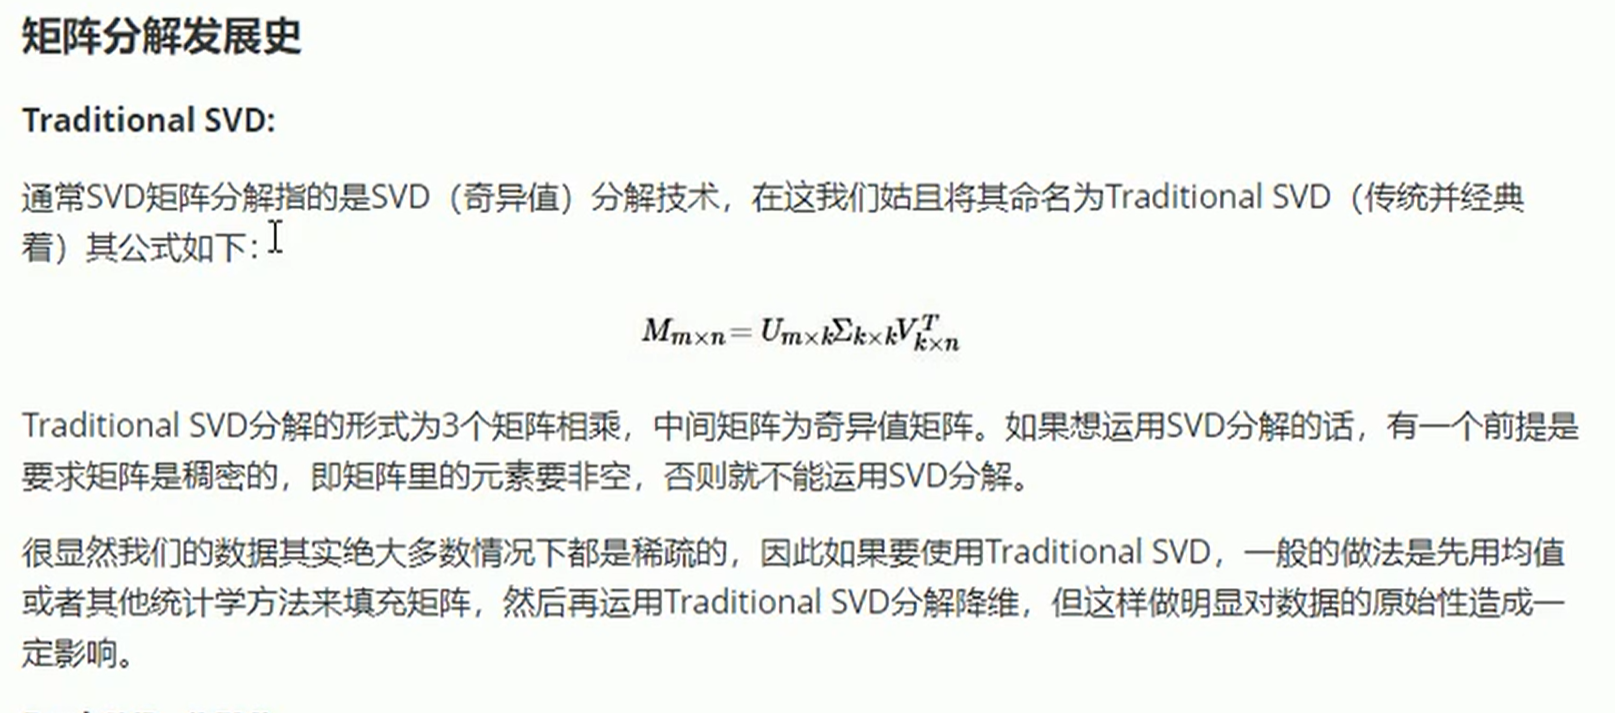 矩阵分解发展史
Traditional SVD:
通常SVD矩阵分解指的是SVD（奇异值）分解技术，在这我们姑且将其命名为Traditional SVD（传统并经典
着）其公式如下：
M_{m×n} = U_{m×k}Σ_{k×k}V^T_{k×n}
Traditional SVD分解的形式为3个矩阵相乘，中间矩阵为奇异值矩阵。如果想运用SVD分解的话，有一个前提是
要求矩阵是稠密的，即矩阵里的元素要非空，否则就不能运用SVD分解。
很显然我们的数据其实绝大多数情况下都是稀疏的，因此如果要使用Traditional SVD，一般的做法是先用均值
或者其他统计学方法来填充矩阵，然后再运用Traditional SVD分解降维，但这样做明显对数据的原始性造成一
定影响。